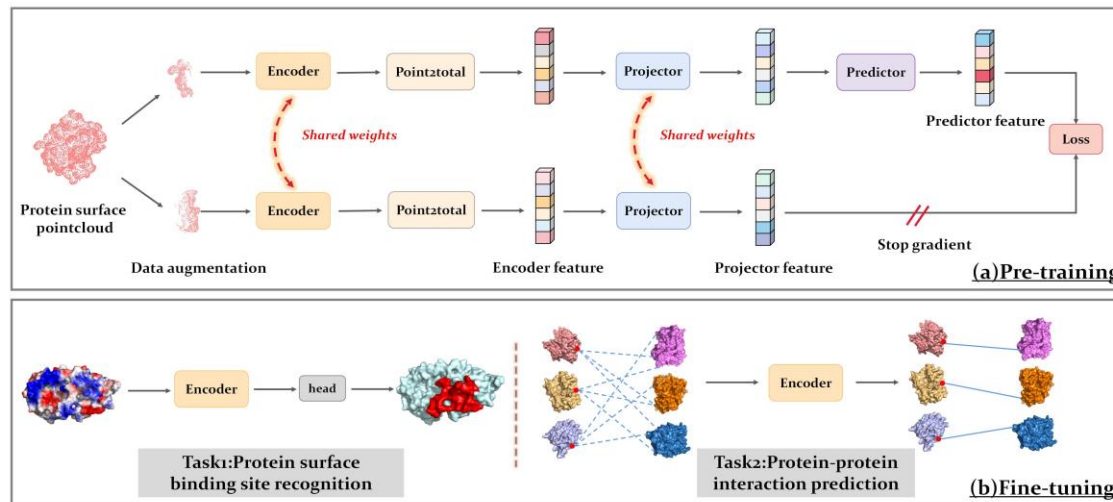 Encoder
Point2total
Projector
Predictor
Shared weights
Shared weights
Predictor feature
Loss
Encoder
Point2total
Projector
Protein surface
pointcloud
Stop gradient
Data augmentation
Encoder feature
Projector feature
(a)Pre-training
Encoder
head
Encoder
Task1:Protein surface
binding site recognition
Task2:Protein-protein
interaction prediction
(b)Fine-tuning